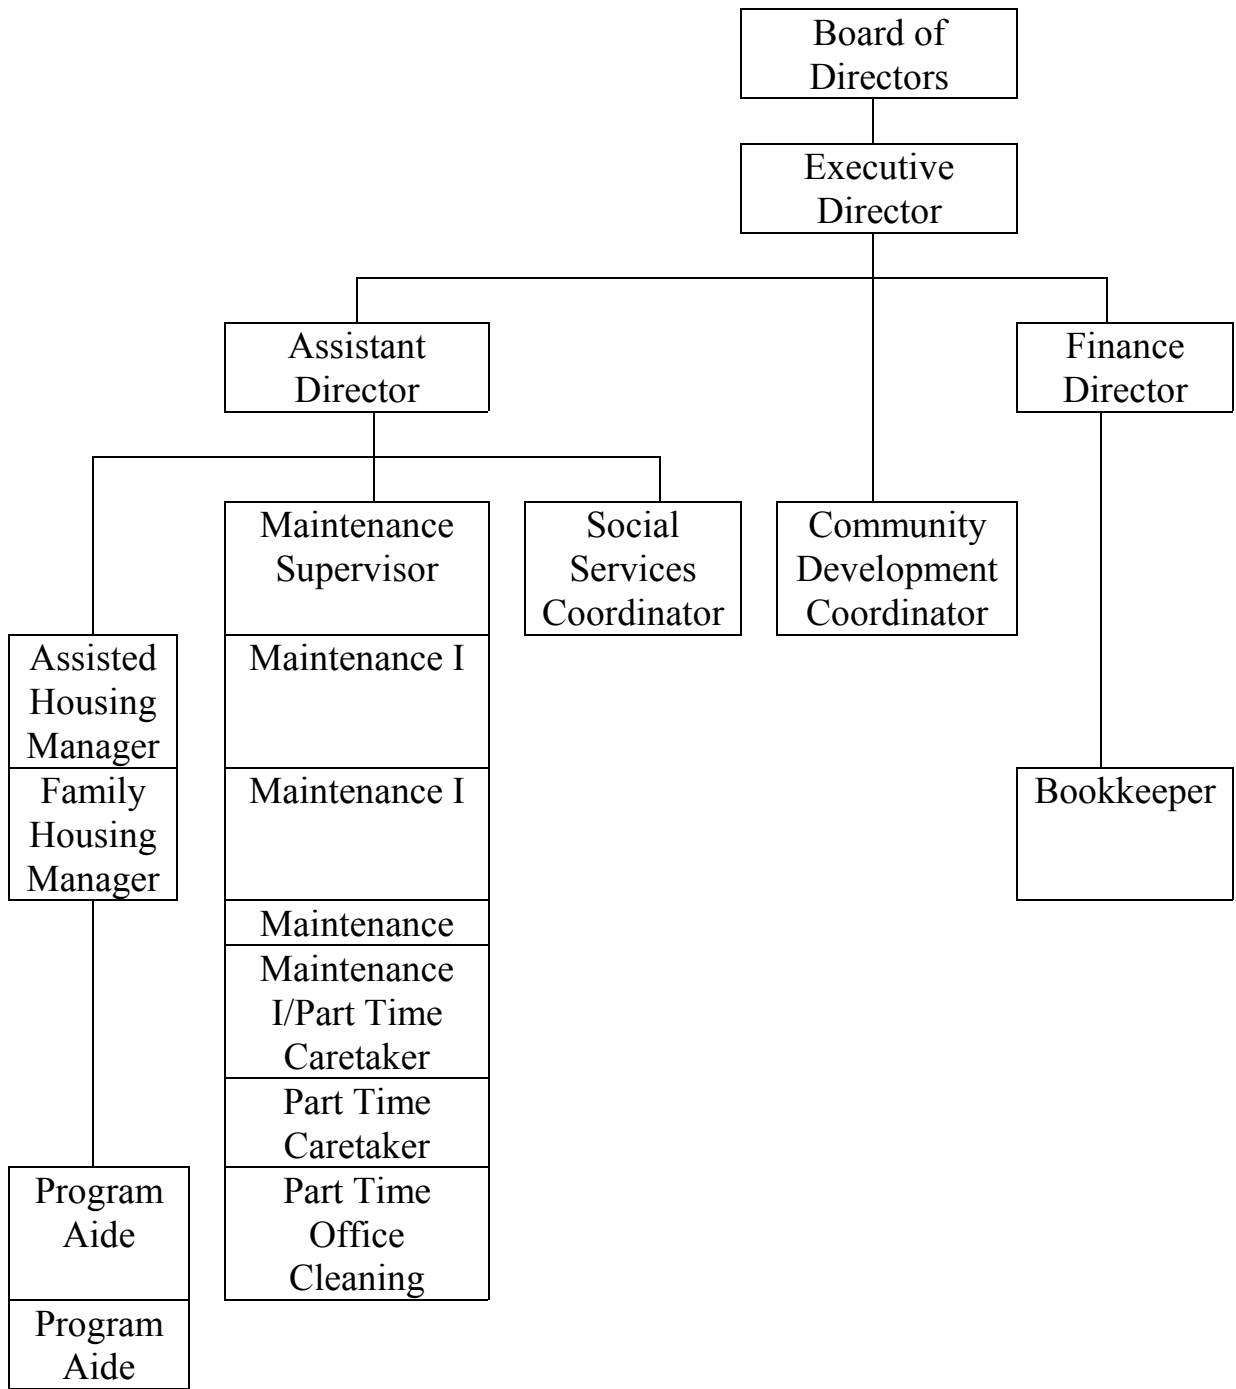 Board of
Directors
Executive
Director
Assistant
Director
Finance
Director
Maintenance
Supervisor
Social
Services
Coordinator
Community
Development
Coordinator
Assisted
Housing
Manager
Maintenance I
Family
Housing
Manager
Maintenance I
Bookkeeper
Maintenance
Maintenance
I/Part Time
Caretaker
Part Time
Caretaker
Program
Aide
Part Time
Office
Cleaning
Program
Aide